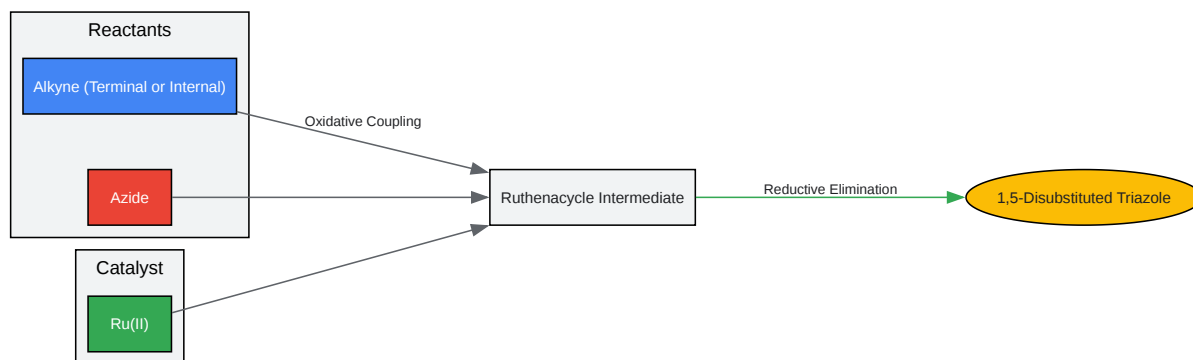 Reactants
Alkyne (Terminal or Internal)
Oxidative Coupling
Azide
Ruthenacycle Intermediate
Reductive Elimination
1,5-Disubstituted Triazole
Catalyst
Ru(II)